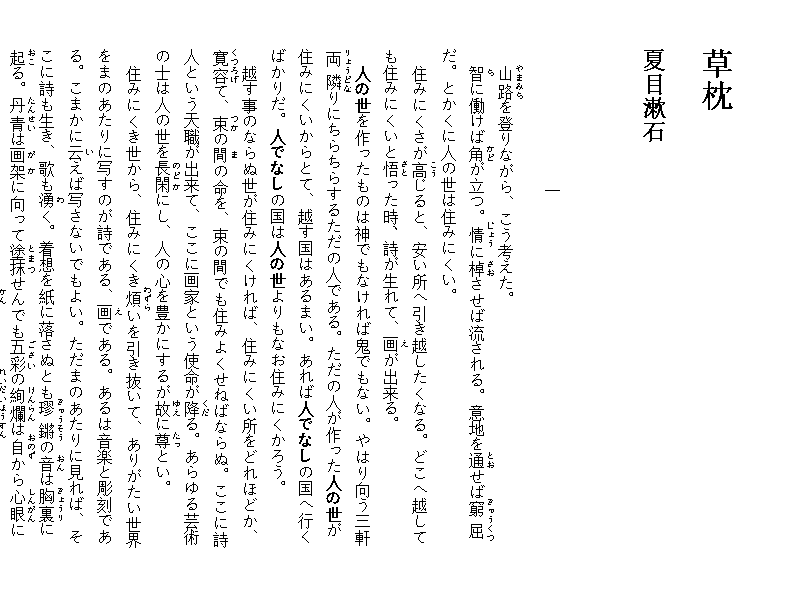 草枕
夏目漱石
一
山路を登りながら、こう考えた。
智に働けば角が立つ。情に棹させば流される。意地を通せば窮屈
だ。とかくに人の世は住みにくい。
住みにくさが高じると、安い所へ引き越したくなる。どこへ越して
も住みにくいと悟った時、詩が生れて、画が出来る。
人の世を作ったものは神でもなければ鬼でもない。やはり向う三軒
両隣りにちらちらするただの人である。ただの人が作った人の世が
住みにくいからとて、越す国はあるまい。あれば人でなしの国へ行く
ばかりだ。人でなしの国は人の世よりもなお住みにくかろう。
越す事のならぬ世が住みにくければ、住みにくい所をどれほどか、
寛容て、束の間の命を、束の間でも住みよくせねばならぬ。ここに詩
人という天職が出来て、ここに画家という使命が降る。あらゆる芸術
の士は人の世を長閑にし、人の心を豊かにするが故に尊とい。
住みにくき世から、住みにくき煩いを引き抜いて、ありがたい世界
をまのあたりに写すのが詩である、画である。あるは音楽と彫刻であ
る。こまかに云えば写さないでもよい。ただまのあたりに見れば、そ
こに詩も生き、歌も湧く。着想を紙に落さぬとも璆鏘の音は胸裏に
起る。丹青は画架に向って塗抹せんでも五彩の絢爛は自から心眼に